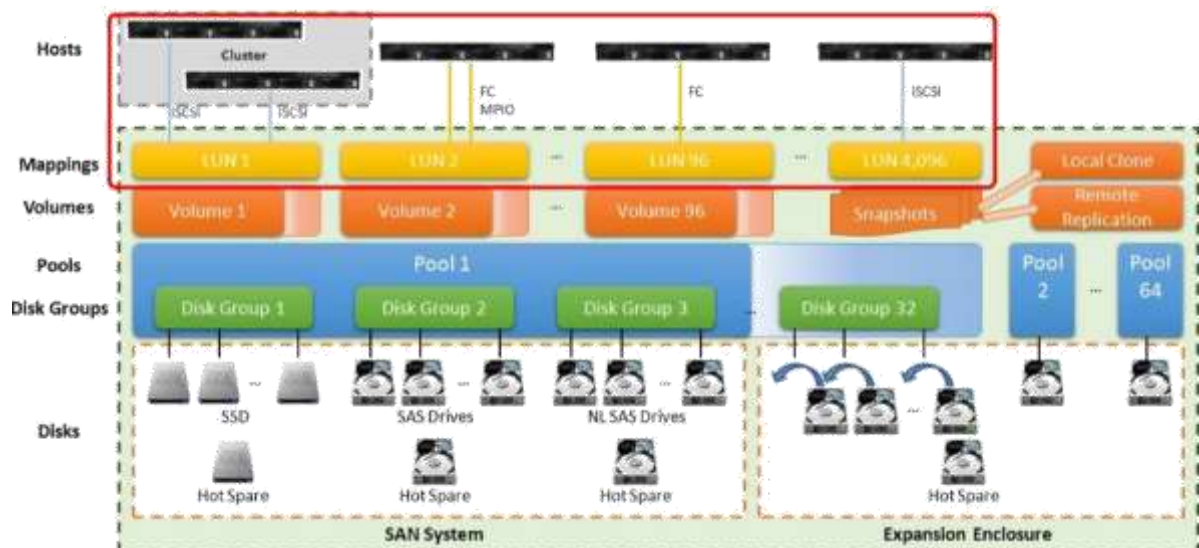 Hosts
Cluster
iSCSI
iSCSI
FC
MPIO
FC
iSCSI
Mappings
LUN 1
LUN 2
...
LUN 96
...
LUN 4,096
Local Clone
Volumes
Volume 1
Volume 2
...
Volume 96
Snapshots
Remote
Replication
Pools
Pool 1
Pool
2
...
Pool
64
Disk Groups
Disk Group 1
Disk Group 2
Disk Group 3
...
Disk Group 32
Disks
...
SSD
...
SAS Drives
...
NL SAS Drives
...
Hot Spare
Hot Spare
Hot Spare
Hot Spare
SAN System
Expansion Enclosure